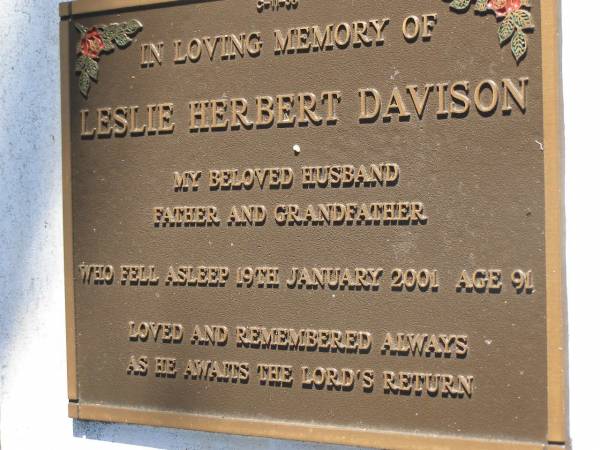 IN LOVING MEMORY OF
LESLIE HERBERT DAVISON
MY BELOVED HUSBAND
FATHER AND GRANDFATHER
WHO FELL ASLEEP 19TH JANUARY 2001 AGE 91
LOVED AND REMEMBERED ALWAYS
AS HE AWAITS THE LORD'S RETURN